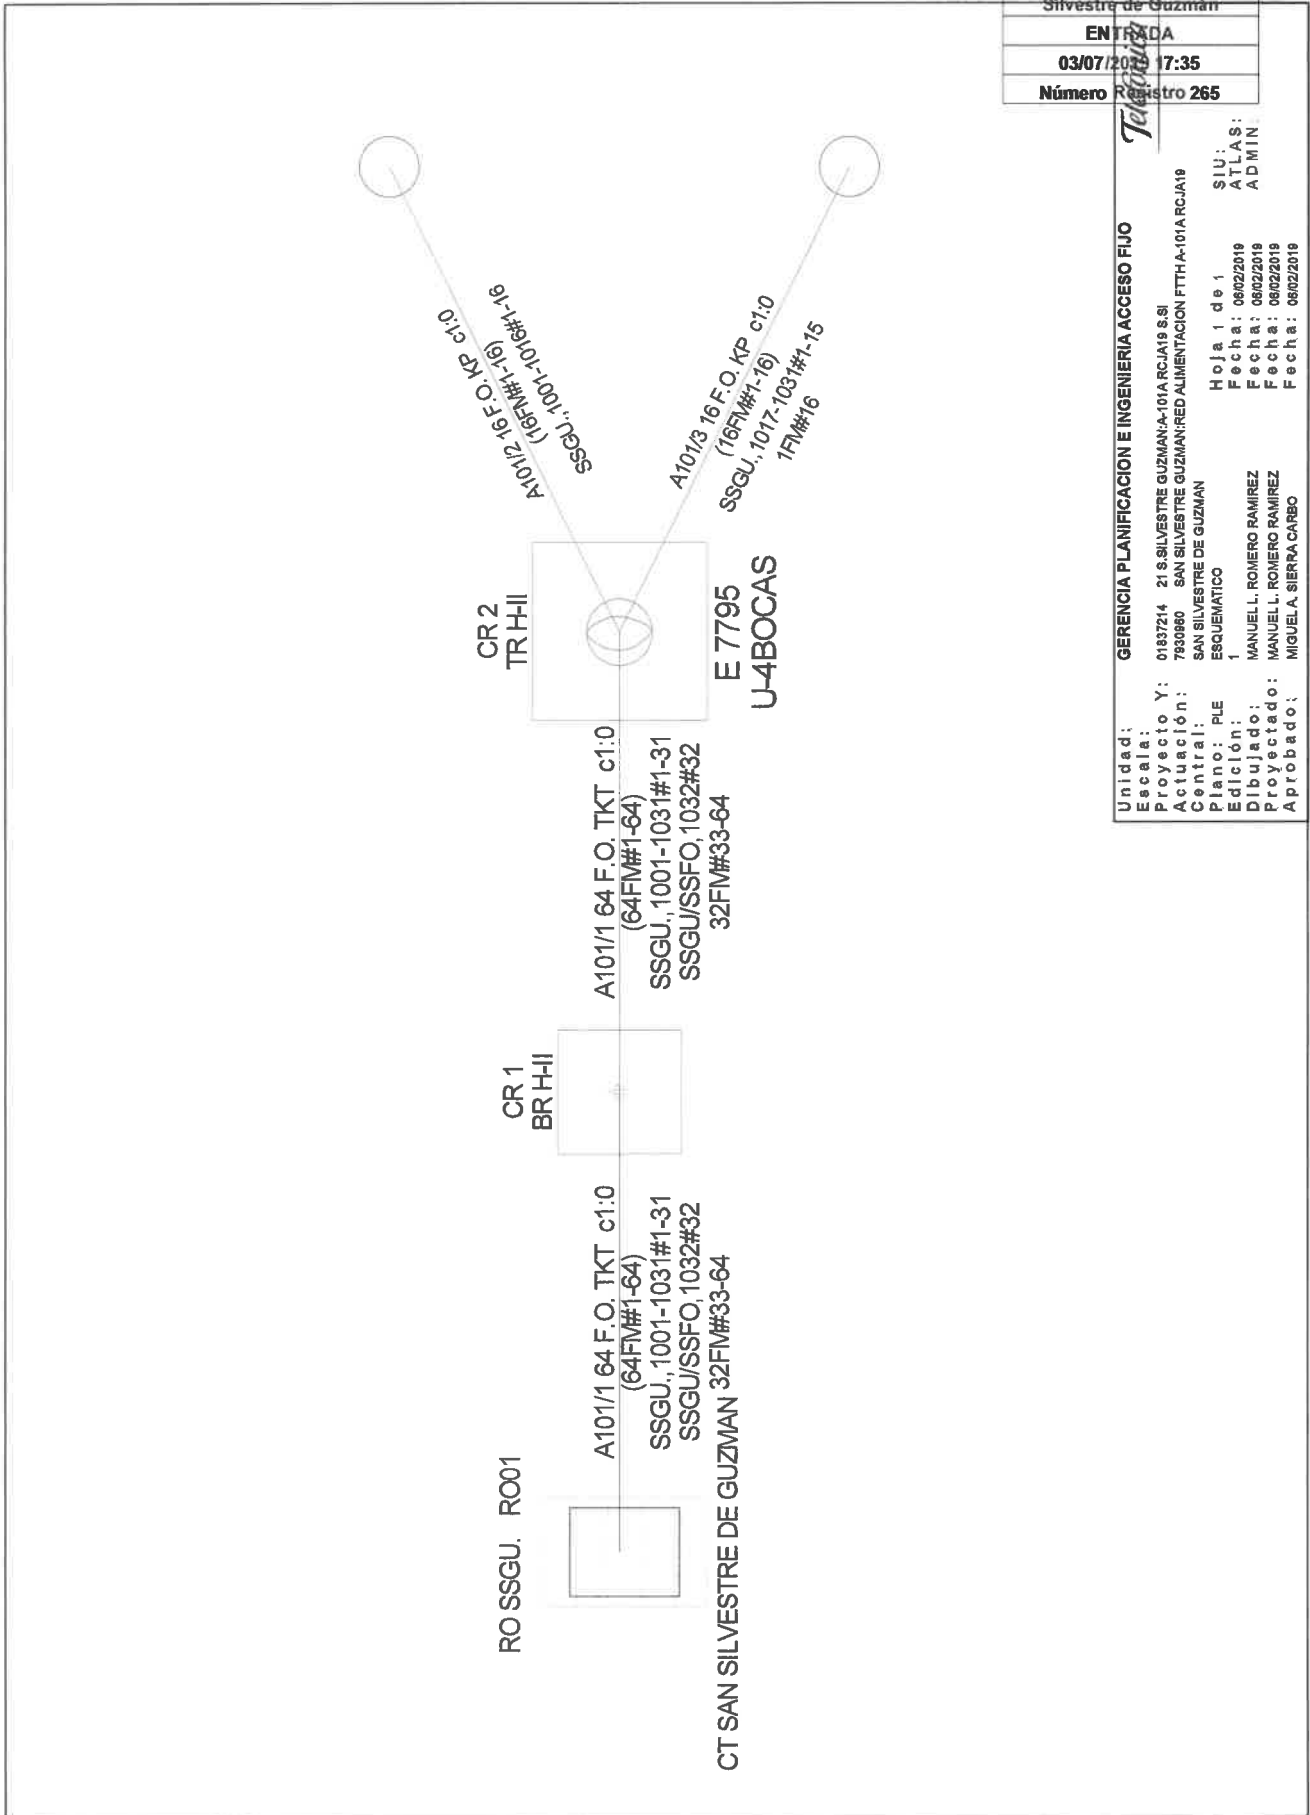 Silvestre de Guzmán
ENTRADA
03/07/2019 17:35
Número Registro 265
RO SSGU. RO01
CT SAN SILVESTRE DE GUZMAN
A101/1 64 F.O. TKT c1:0
(64FM#1-64)
SSGU.,1001-1031#1-31
SSGU/SSFO,1032#32
32FM#33-64
CR 1
BR H-II
A101/1 64 F.O. TKT c1:0
(64FM#1-64)
SSGU.,1001-1031#1-31
SSGU/SSFO,1032#32
32FM#33-64
CR 2
TR H-II
E 7795
U-4BOCAS
A101/2 16 F.O. KP c1:0
(16FM#1-16)
SSGU.,1001-1016#1-16
A101/3 16 F.O. KP c1:0
(16FM#1-16)
SSGU.,1017-1031#1-15
1FM#16
Telefónica
Unidad: GERENCIA PLANIFICACION E INGENIERIA ACCESO FIJO
Escala:
Proyecto Y: 01837214 21 S.SILVESTRE GUZMAN:A-101A RCJA19 S.SI
Actuación: 7930960 SAN SILVESTRE GUZMAN:RED ALIMENTACION FTTH A-101A RCJA19
Central: SAN SILVESTRE DE GUZMAN
Plano: PLE ESQUEMATICO Hoja 1 de 1 SIU:
Edición: 1 Fecha: 06/02/2019 ATLAS:
Dibujado: MANUEL L. ROMERO RAMIREZ Fecha: 06/02/2019 ADMIN:
Proyectado: MANUEL L. ROMERO RAMIREZ Fecha: 06/02/2019
Aprobado: MIGUEL A. SIERRA CARBO Fecha: 06/02/2019